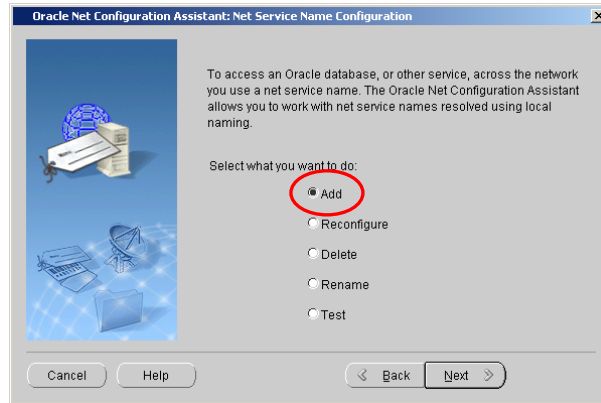 Oracle Net Configuration Assistant: Net Service Name Configuration
To access an Oracle database, or other service, across the network
you use a net service name. The Oracle Net Configuration Assistant
allows you to work with net service names resolved using local
naming.
Select what you want to do:
Add
Reconfigure
Delete
Rename
Test
Cancel
Help
Back
Next